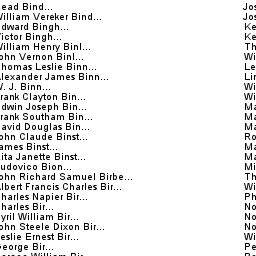 ead Bind... Jos
William Vereker Bind... Jos
Edward Bingh... Ke
Victor Bingh... Ke
William Henry Binl... Th
John Vernon Binl... Wi
Thomas Leslie Binn... Le
Alexander James Binn... Lin
W. J. Binn... Wi
Frank Clayton Bin... Wi
Edwin Joseph Bin... Ma
Frank Southam Bin... Ma
David Douglas Bin... Ma
John Claude Binst... Ro
James Binst... Ma
Rita Janette Binst... Ma
Ludovico Bion... Mi
John Richard Samuel Birbe... Th
Albert Francis Charles Bir... Wi
Charles Napier Bir... Ph
Charles Bir... No
Cyril William Bir... No
John Steele Dixon Bir... No
Leslie Ernest Bir... Wi
George Bir... Pe